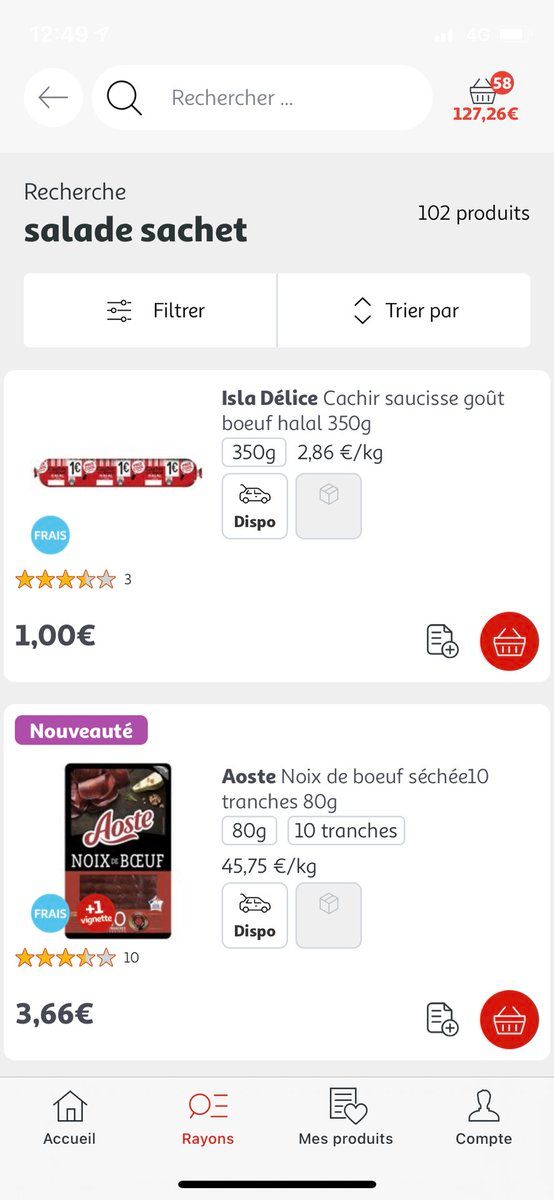 12:49
4G
Rechercher ...
58
127,26€
Recherche
salade sachet
102 produits
Filtrer
Trier par
Isla Délice Cachir saucisse goût
boeuf halal 350g
350g 2,86 €/kg
1€ 1€ 1€
Dispo
FRAIS
3
1,00€
Nouveauté
Aoste Noix de boeuf séchée10
tranches 80g
80g 10 tranches
45,75 €/kg
Aoste
NOIX DE BŒUF
Dispo
FRAIS
+1
vignette
10
3,66€
Accueil
Rayons
Mes produits
Compte